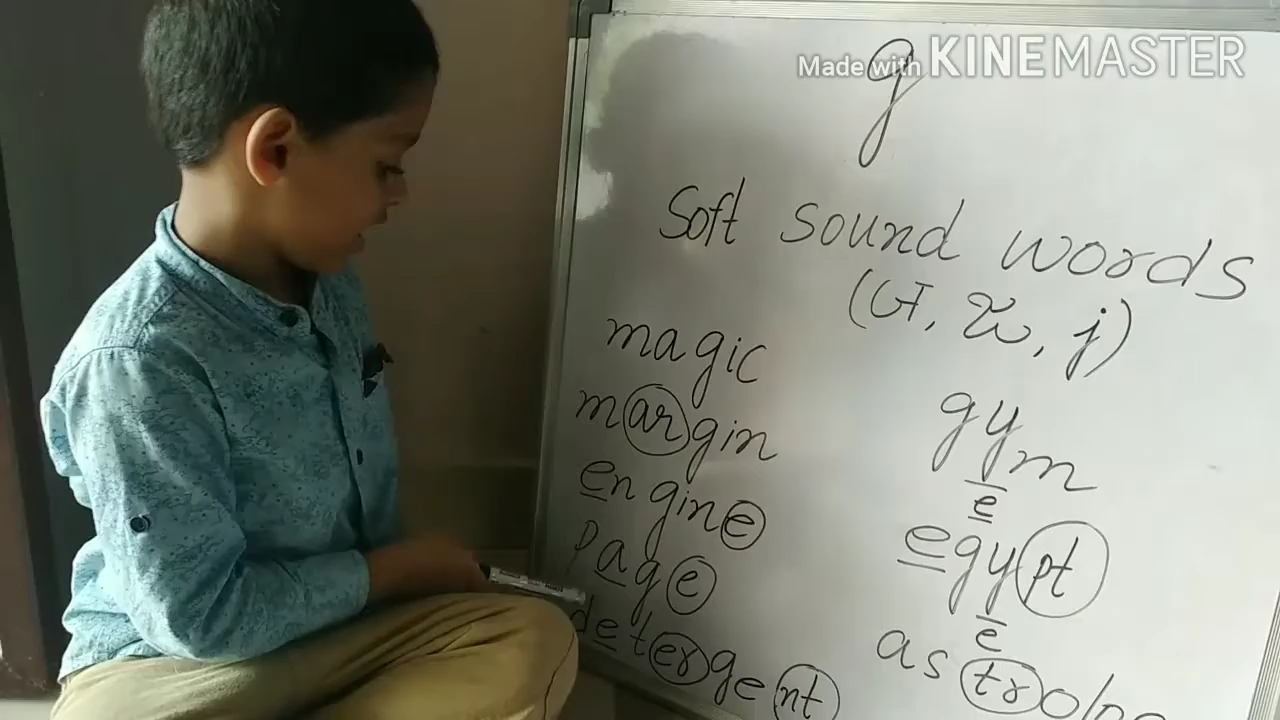 Made with KINEMASTER
g
Soft sound words
magic
margin
engine
page
detergent
gym
e
egypt
e